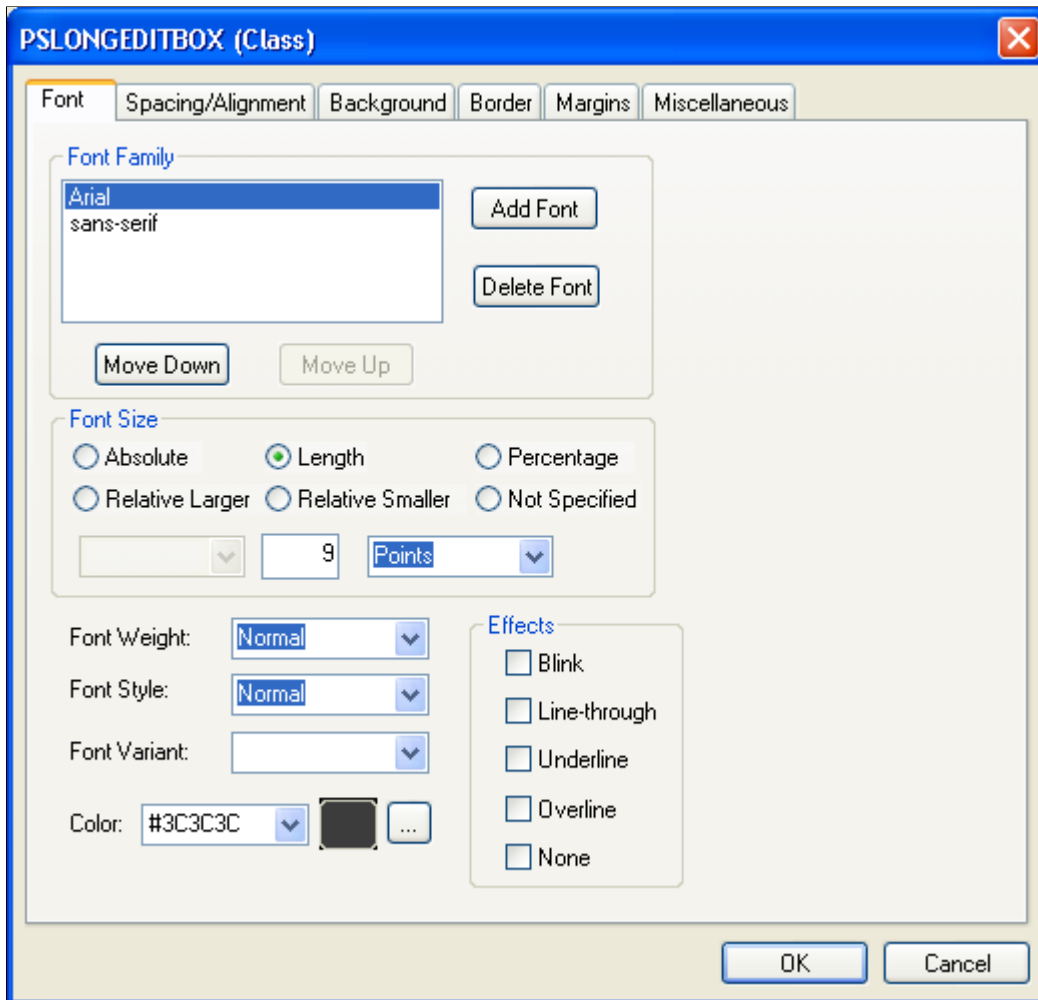 PSLONGEDITBOX (Class)
Font Spacing/Alignment Background Border Margins Miscellaneous
Font Family
Arial
sans-serif
Add Font
Delete Font
Move Down Move Up
Font Size
Absolute Length Percentage
Relative Larger Relative Smaller Not Specified
9 Points
Font Weight: Normal
Font Style: Normal
Font Variant:
Color: #3C3C3C ...
Effects
Blink
Line-through
Underline
Overline
None
OK Cancel